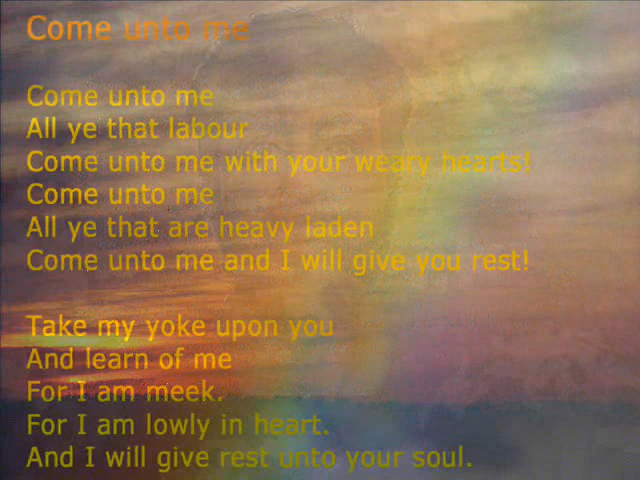 Come unto me
Come unto me
All ye that labour
Come unto me with your weary hearts!
Come unto me
All ye that are heavy laden
Come unto me and I will give you rest!
Take my yoke upon you
And learn of me
For I am meek.
For I am lowly in heart.
And I will give rest unto your soul.